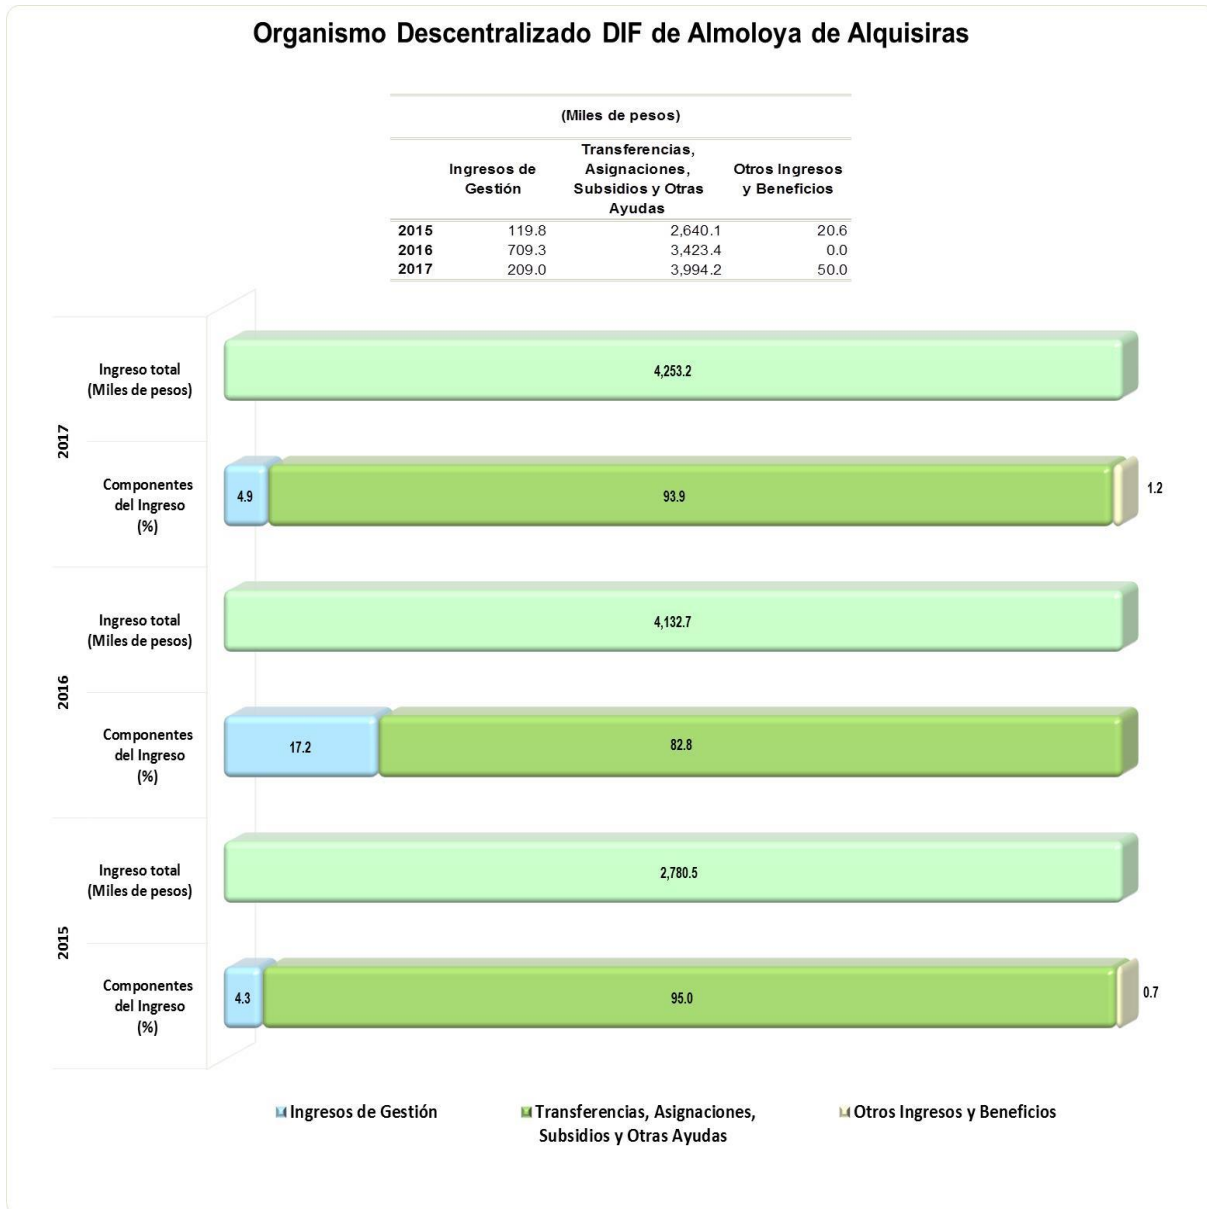 Organismo Descentralizado DIF de Almoloya de Alquisiras
(Miles de pesos)
Ingresos de Gestión
Transferencias, Asignaciones, Subsidios y Otras Ayudas
Otros Ingresos y Beneficios
2015 119.8 2,640.1 20.6
2016 709.3 3,423.4 0.0
2017 209.0 3,994.2 50.0
2017
Ingreso total
(Miles de pesos)
4,253.2
Componentes
del Ingreso
(%)
4.9 93.9 1.2
2016
Ingreso total
(Miles de pesos)
4,132.7
Componentes
del Ingreso
(%)
17.2 82.8
2015
Ingreso total
(Miles de pesos)
2,780.5
Componentes
del Ingreso
(%)
4.3 95.0 0.7
Ingresos de Gestión
Transferencias, Asignaciones,
Subsidios y Otras Ayudas
Otros Ingresos y Beneficios